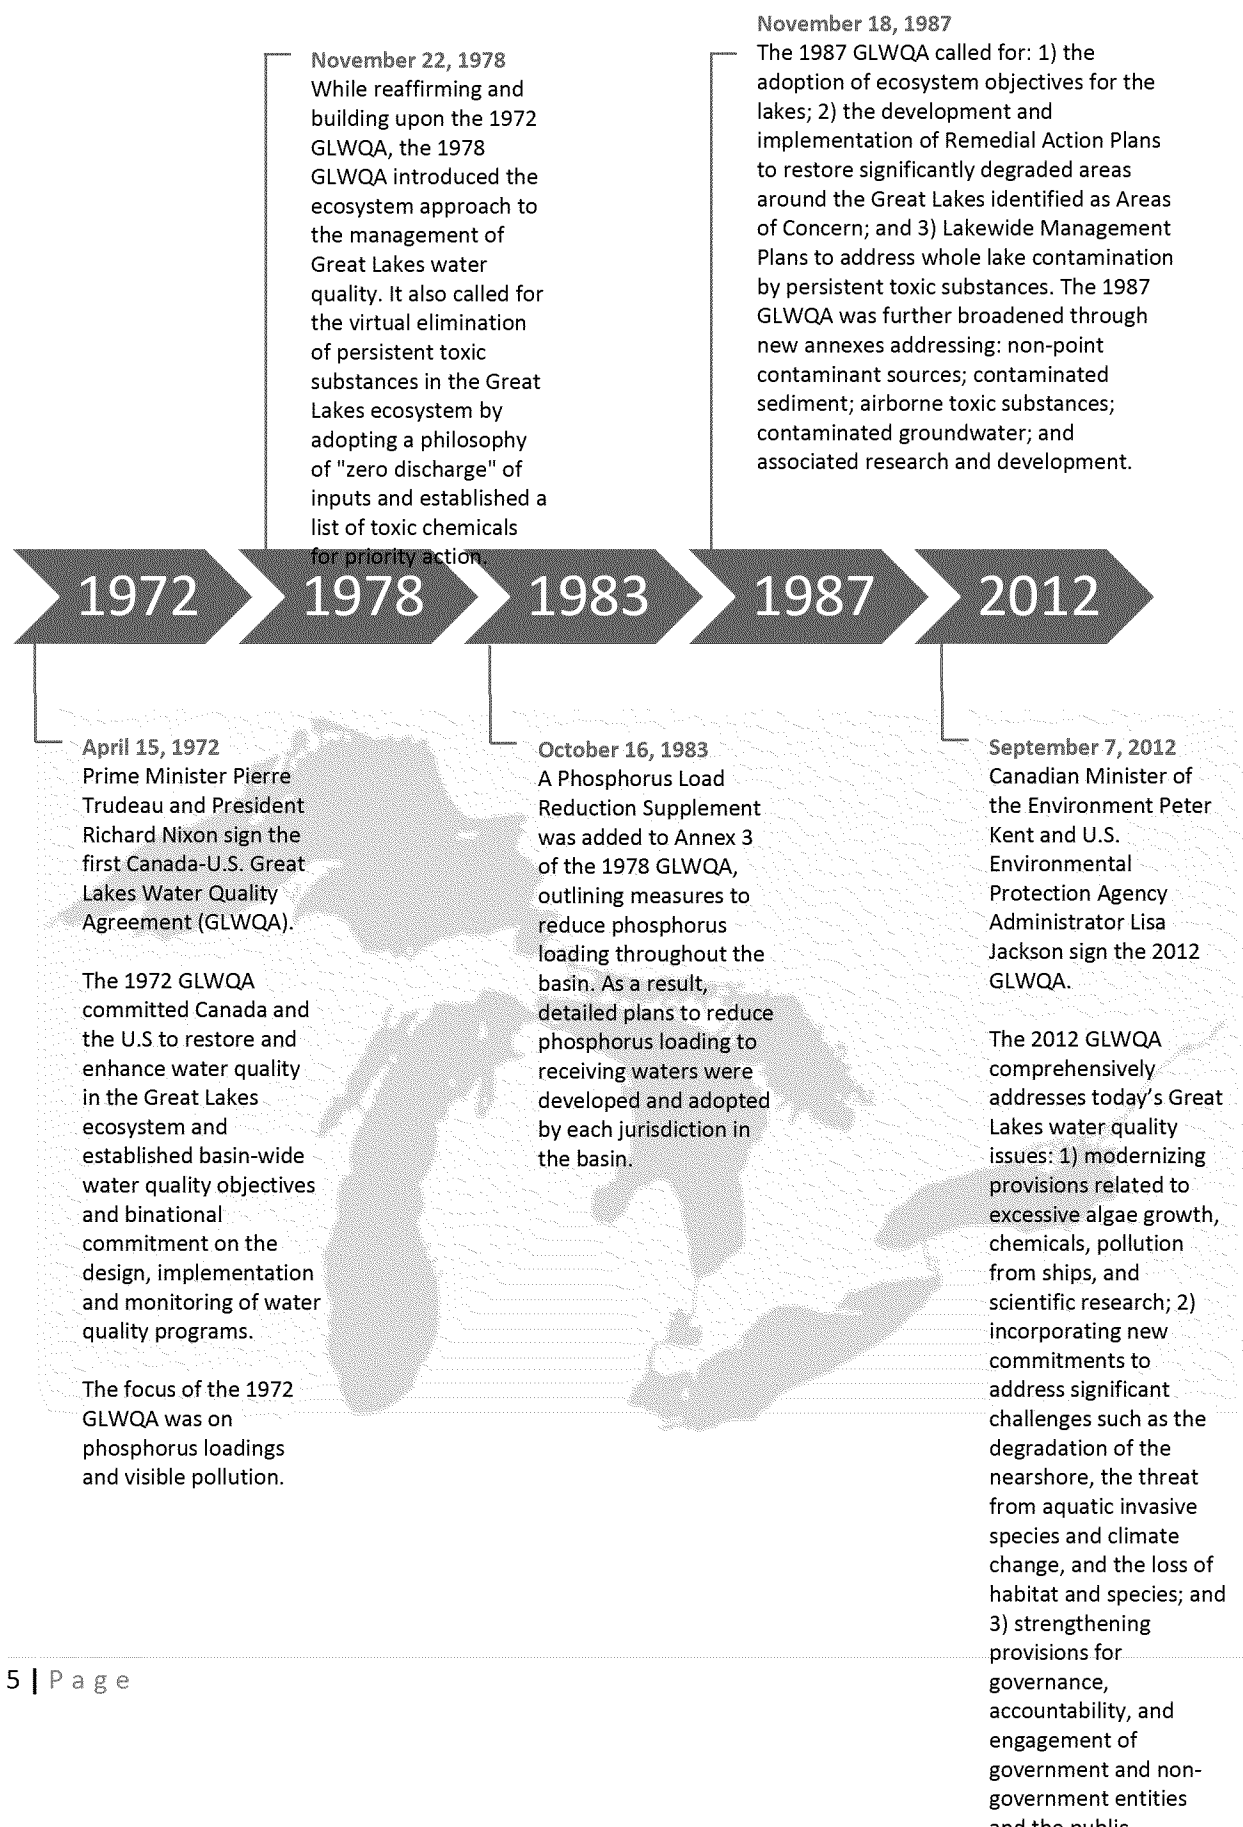 November 22, 1978
While reaffirming and
building upon the 1972
GLWQA, the 1978
GLWQA introduced the
ecosystem approach to
the management of
Great Lakes water
quality. It also called for
the virtual elimination
of persistent toxic
substances in the Great
Lakes ecosystem by
adopting a philosophy
of "zero discharge" of
inputs and established a
list of toxic chemicals
for priority action.
November 18, 1987
The 1987 GLWQA called for: 1) the
adoption of ecosystem objectives for the
lakes; 2) the development and
implementation of Remedial Action Plans
to restore significantly degraded areas
around the Great Lakes identified as Areas
of Concern; and 3) Lakewide Management
Plans to address whole lake contamination
by persistent toxic substances. The 1987
GLWQA was further broadened through
new annexes addressing: non-point
contaminant sources; contaminated
sediment; airborne toxic substances;
contaminated groundwater; and
associated research and development.
1972 1978 1983 1987 2012
April 15, 1972
Prime Minister Pierre
Trudeau and President
Richard Nixon sign the
first Canada-U.S. Great
Lakes Water Quality
Agreement (GLWQA).
The 1972 GLWQA
committed Canada and
the U.S to restore and
enhance water quality
in the Great Lakes
ecosystem and
established basin-wide
water quality objectives
and binational
commitment on the
design, implementation
and monitoring of water
quality programs.
The focus of the 1972
GLWQA was on
phosphorus loadings
and visible pollution.
October 16, 1983
A Phosphorus Load
Reduction Supplement
was added to Annex 3
of the 1978 GLWQA,
outlining measures to
reduce phosphorus
loading throughout the
basin. As a result,
detailed plans to reduce
phosphorus loading to
receiving waters were
developed and adopted
by each jurisdiction in
the basin.
September 7, 2012
Canadian Minister of
the Environment Peter
Kent and U.S.
Environmental
Protection Agency
Administrator Lisa
Jackson sign the 2012
GLWQA.
The 2012 GLWQA
comprehensively
addresses today's Great
Lakes water quality
issues: 1) modernizing
provisions related to
excessive algae growth,
chemicals, pollution
from ships, and
scientific research; 2)
incorporating new
commitments to
address significant
challenges such as the
degradation of the
nearshore, the threat
from aquatic invasive
species and climate
change, and the loss of
habitat and species; and
3) strengthening
provisions for
governance,
accountability, and
engagement of
government and non-
government entities
and the public
5 | Page